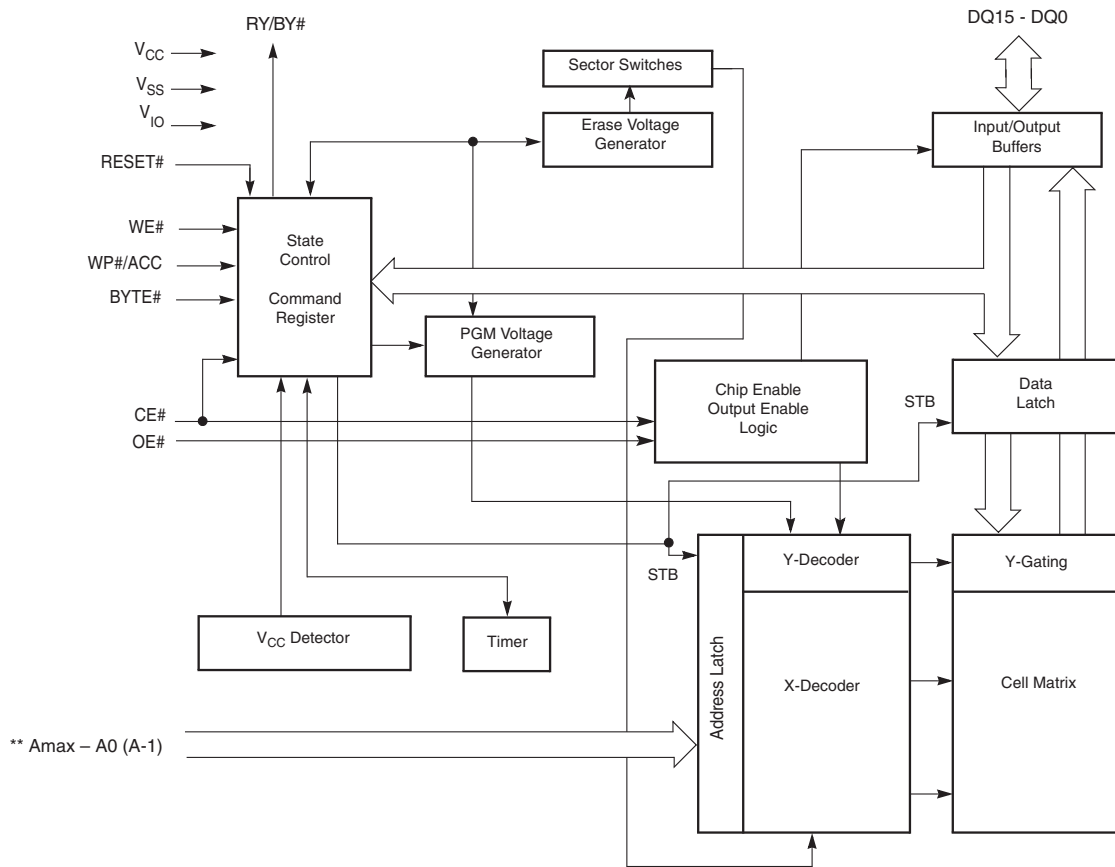 RY/BY#
DQ15 - DQ0
VCC
VSS
VIO
RESET#
WE#
WP#/ACC
BYTE#
CE#
OE#
Sector Switches
Erase Voltage
Generator
Input/Output
Buffers
State
Control
Command
Register
PGM Voltage
Generator
Chip Enable
Output Enable
Logic
STB
Data
Latch
STB
Y-Decoder
Y-Gating
VCC Detector
Timer
Address Latch
X-Decoder
Cell Matrix
** Amax – A0 (A-1)